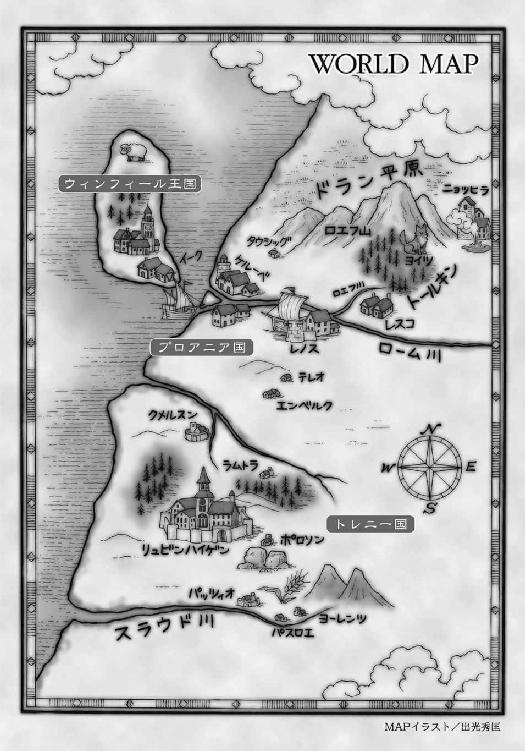 WORLD MAP
ドラン平原
ニョッヒラ
ウィンフィール王国
ロエフ山
タウシッグ
ヨイツ
イーク
ケルーベ
トールキン
ロエフ川
レスコ
プロアニア国
レノス
ローム川
テレオ
エンベルク
クメルスン
N
W
E
S
ラムトラ
トレニー国
リュビンハイゲン
ポロソン
パッツィオ
ヨーレンツ
スラウド川
パスロエ
MAPイラスト/出光秀匡